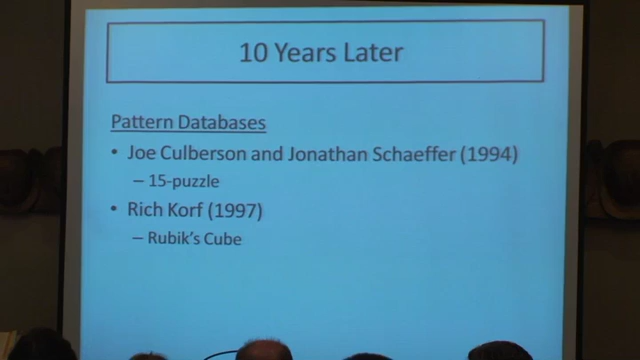 10 Years Later
Pattern Databases
• Joe Culberson and Jonathan Schaeffer (1994)
– 15-puzzle
• Rich Korf (1997)
– Rubik's Cube